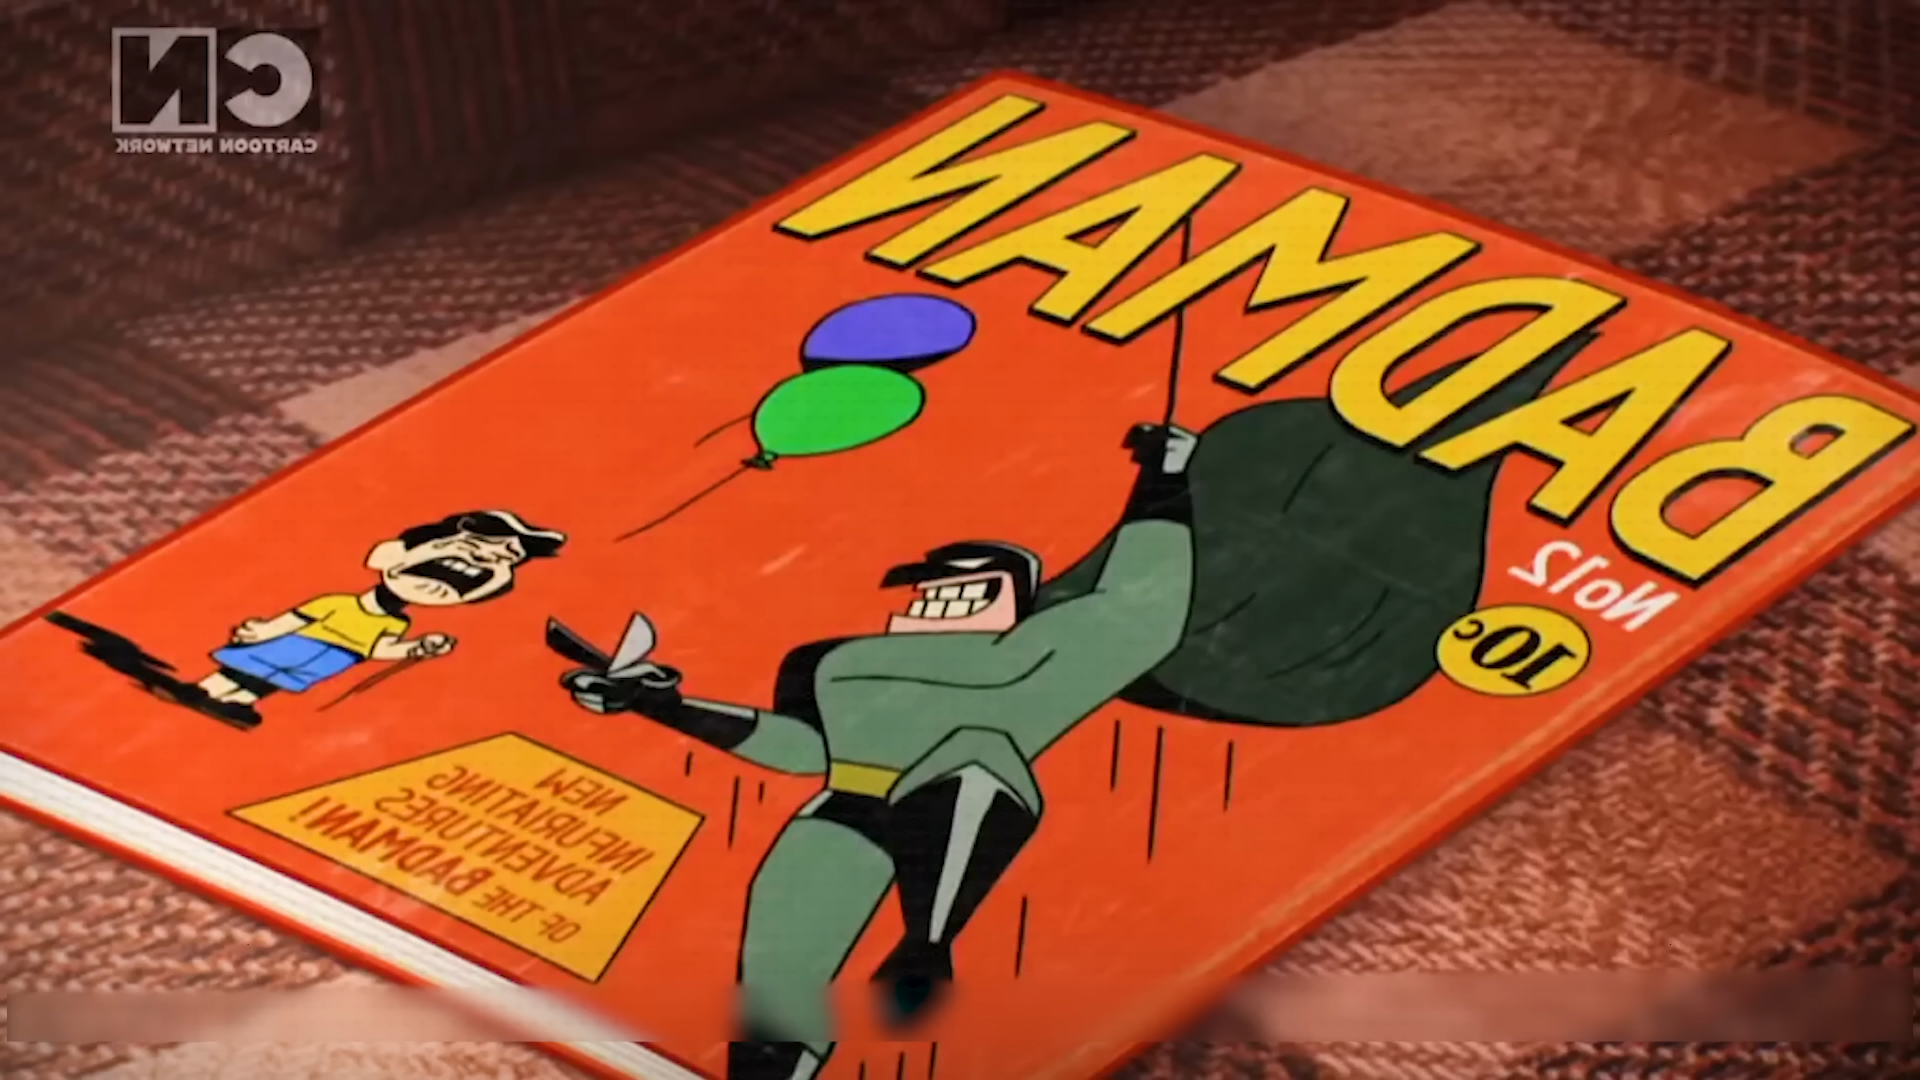 CN
CARTOON NETWORK
BADMAN
No12
10c
NEW
INFURIATING
ADVENTURES
OF THE BADMAN!